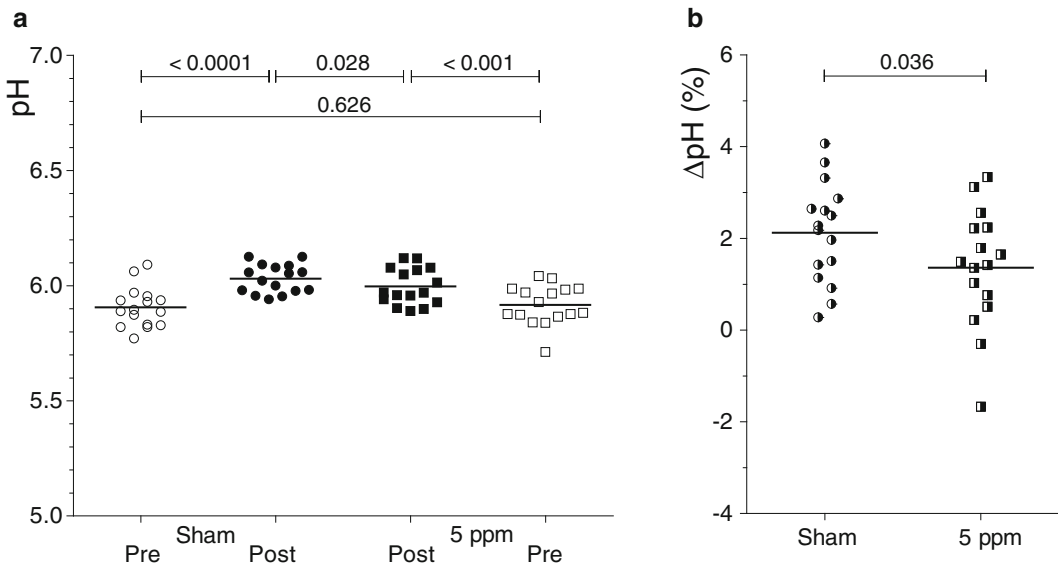 a
b
7.0
6.5
6.0
5.5
5.0
pH
< 0.0001
0.028
< 0.001
0.626
Sham
5 ppm
Pre
Post
Post
Pre
6
4
2
0
-2
-4
ΔpH (%)
0.036
Sham
5 ppm